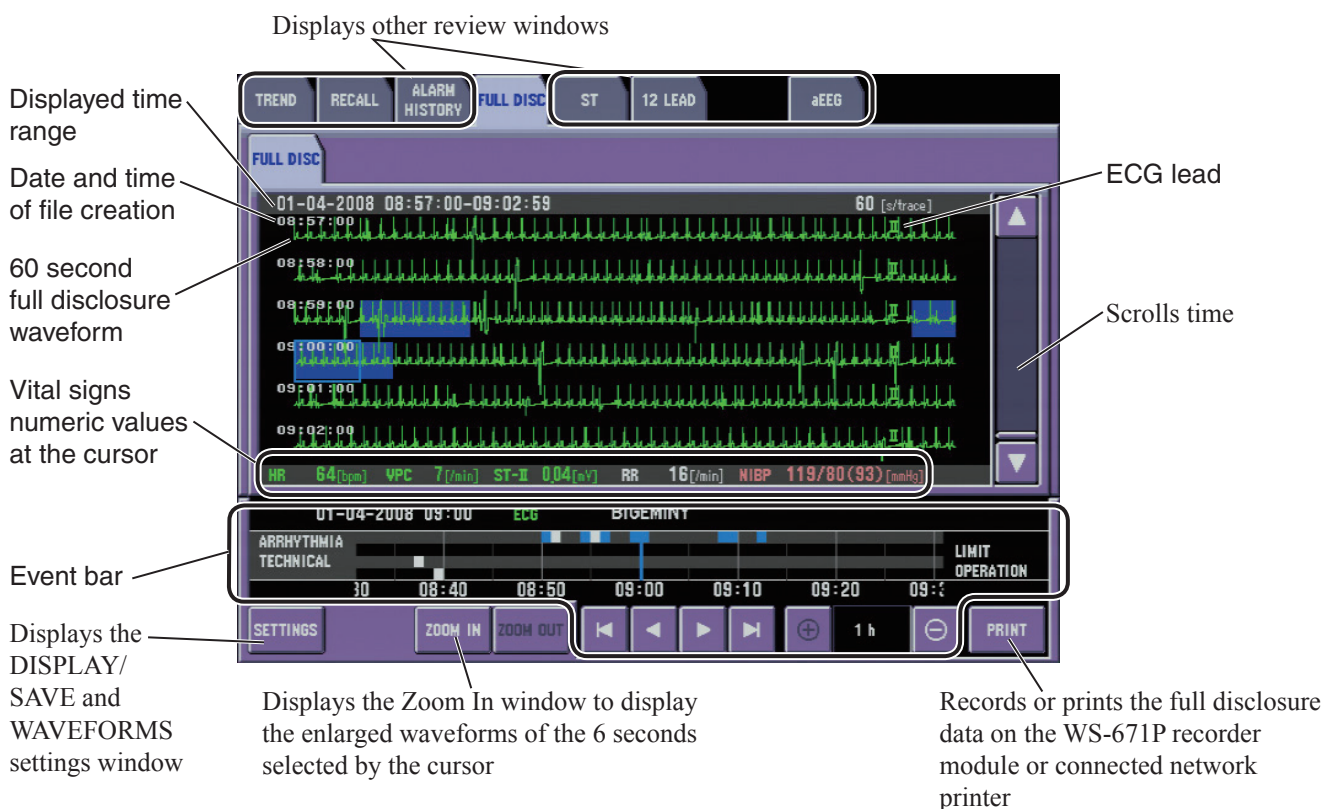 Displays other review windows
TREND
RECALL
ALARM
HISTORY
FULL DISC
ST
12 LEAD
aEEG
Displayed time
range
Date and time
of file creation
60 second
full disclosure
waveform
Vital signs
numeric values
at the cursor
FULL DISC
01-04-2008 08:57:00-09:02:59
60 [s/trace]
08:57:00
II
08:58:00
II
08:59:00
II
09:00:00
II
09:01:00
II
09:02:00
II
ECG lead
Scrolls time
HR 64[bpm] VPC 7[/min] ST-II 0.04[mV] RR 16[/min] NIBP 119/80(93)[mmHg]
01-04-2008 09:00 ECG BIGEMINY
ARRHYTHMIA
TECHNICAL
LIMIT
OPERATION
08:40 08:50 09:00 09:10 09:20
Event bar
SETTINGS
ZOOM IN
ZOOM OUT
1 h
PRINT
Displays the
DISPLAY/
SAVE and
WAVEFORMS
settings window
Displays the Zoom In window to display
the enlarged waveforms of the 6 seconds
selected by the cursor
Records or prints the full disclosure
data on the WS-671P recorder
module or connected network
printer